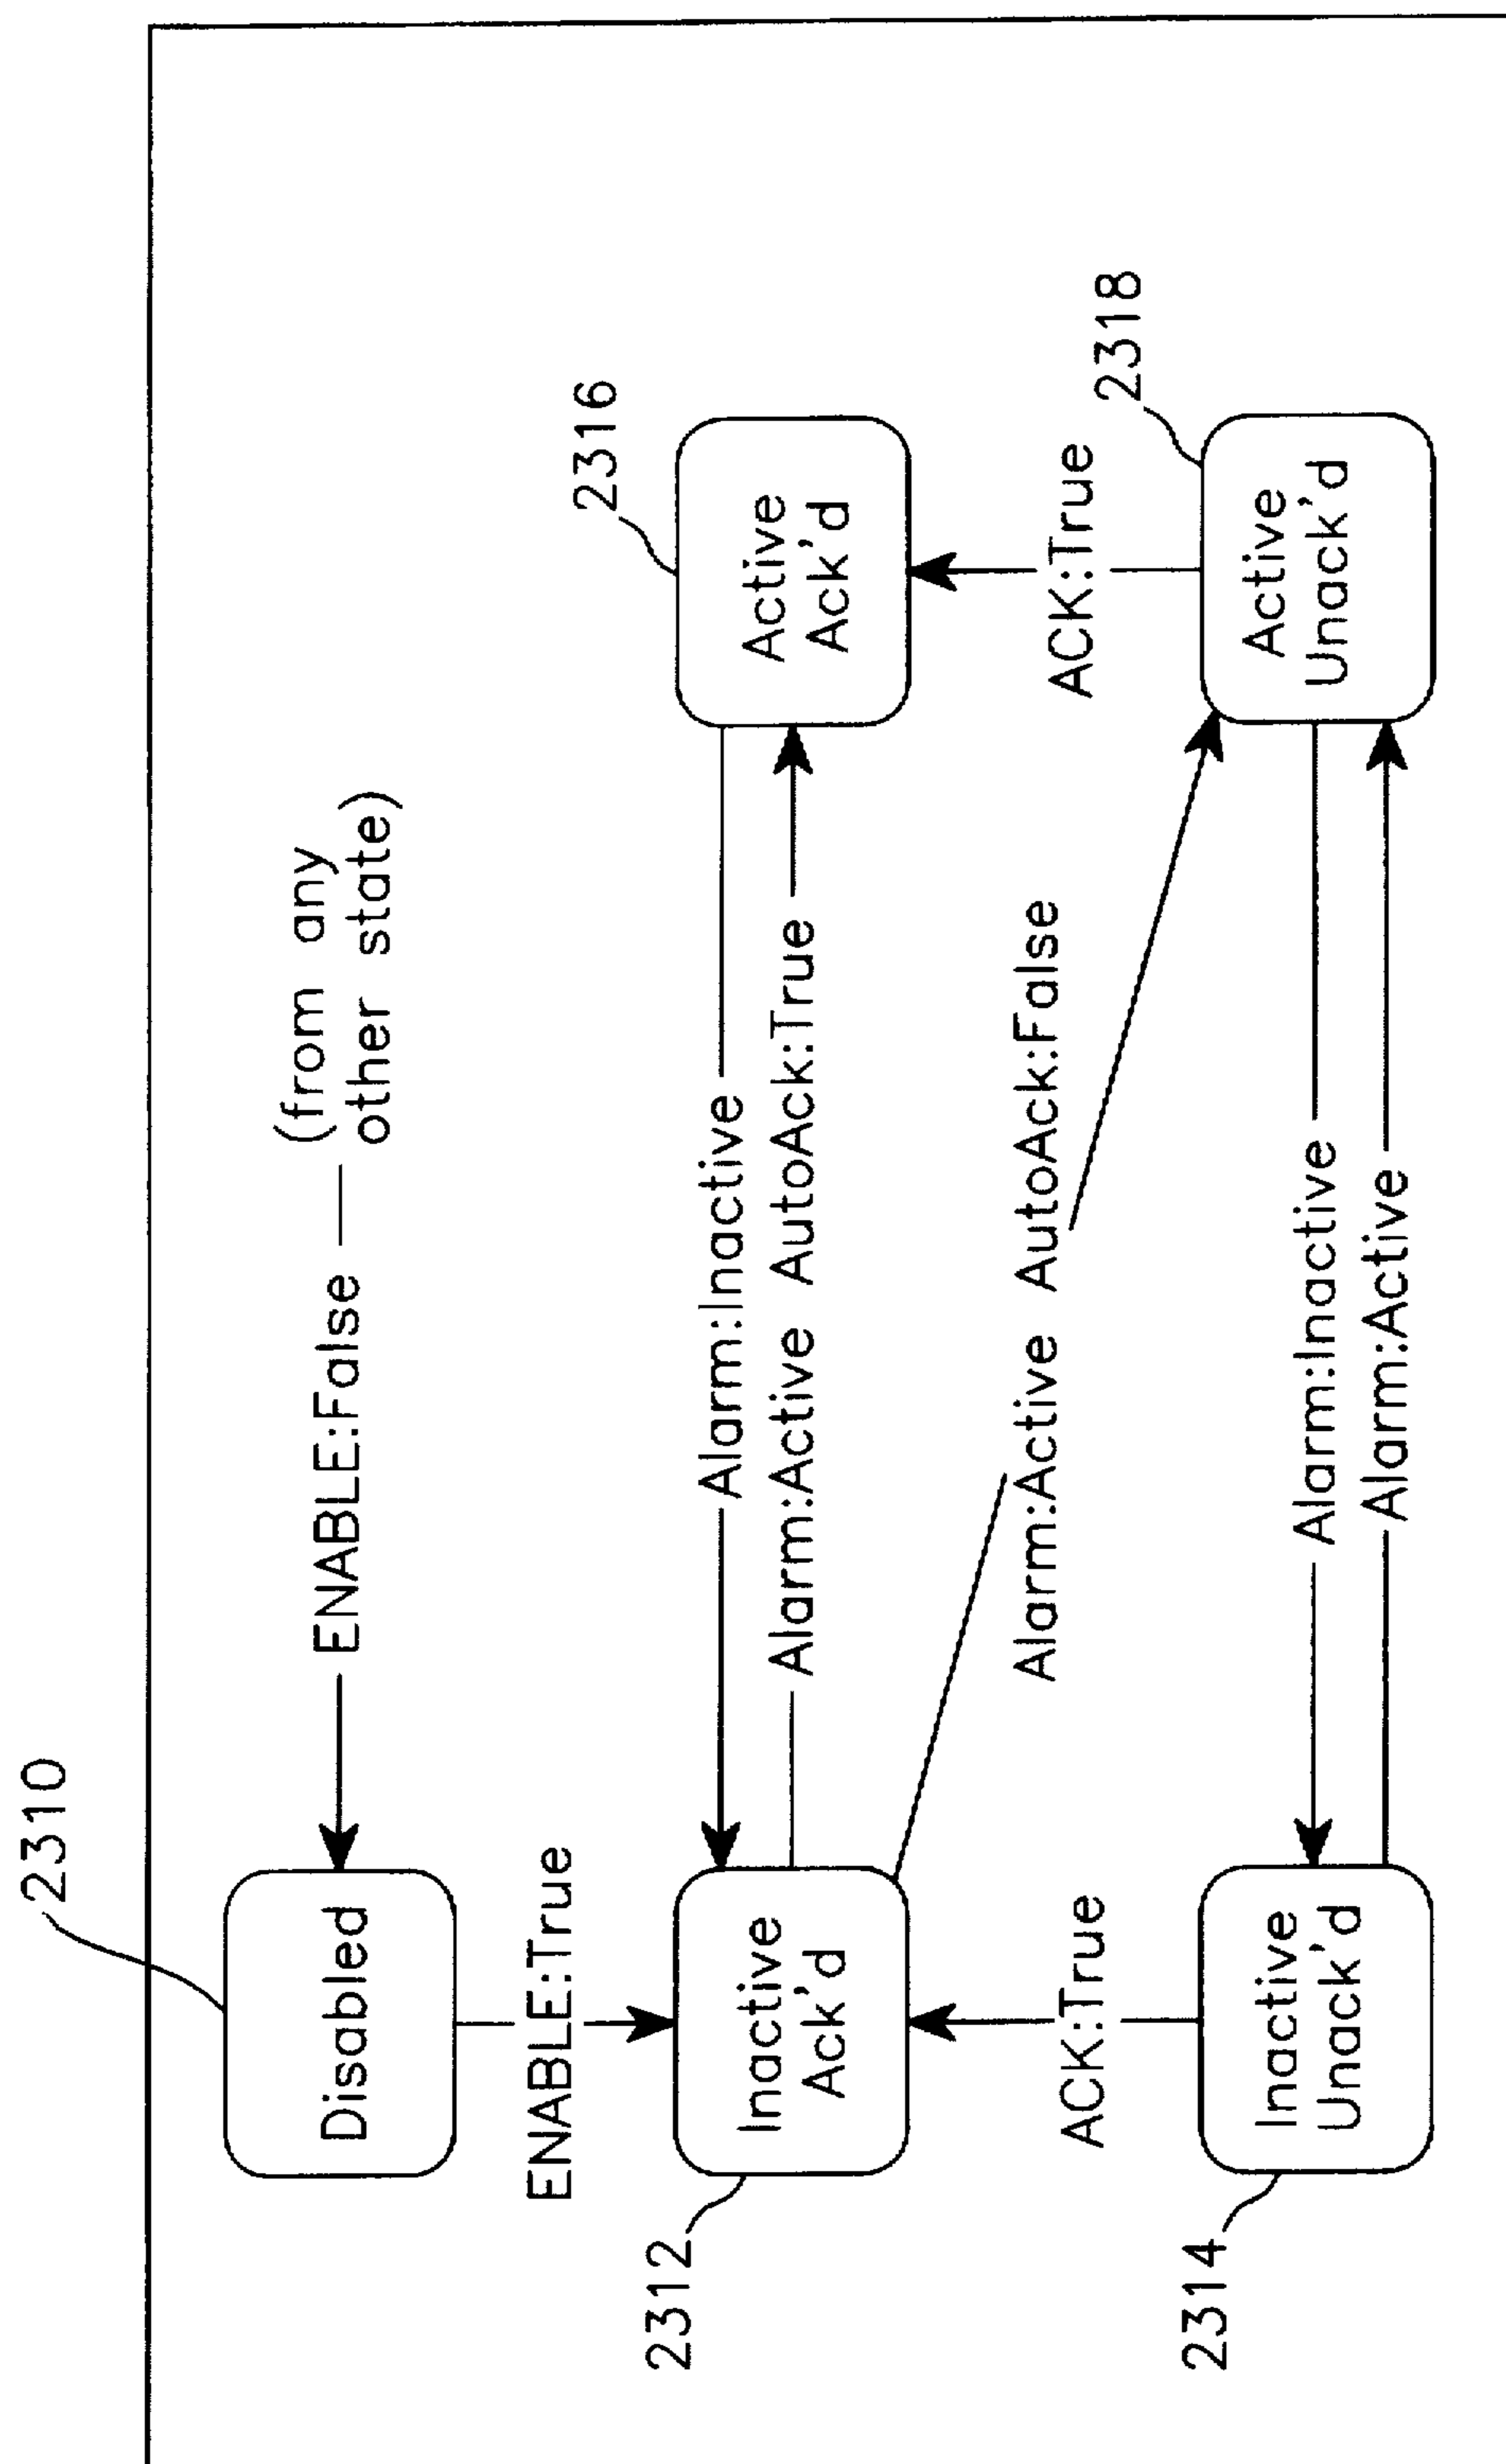 2310
Disabled
ENABLE:False
(from any
other state)
ENABLE:True
2312
Inactive
Ack'd
Alarm:Inactive
Alarm:Active AutoAck:True
2316
Active
Ack'd
Alarm:Active AutoAck:False
ACK:True
ACK:True
2314
Inactive
Unack'd
Alarm:Inactive
Alarm:Active
2318
Active
Unack'd